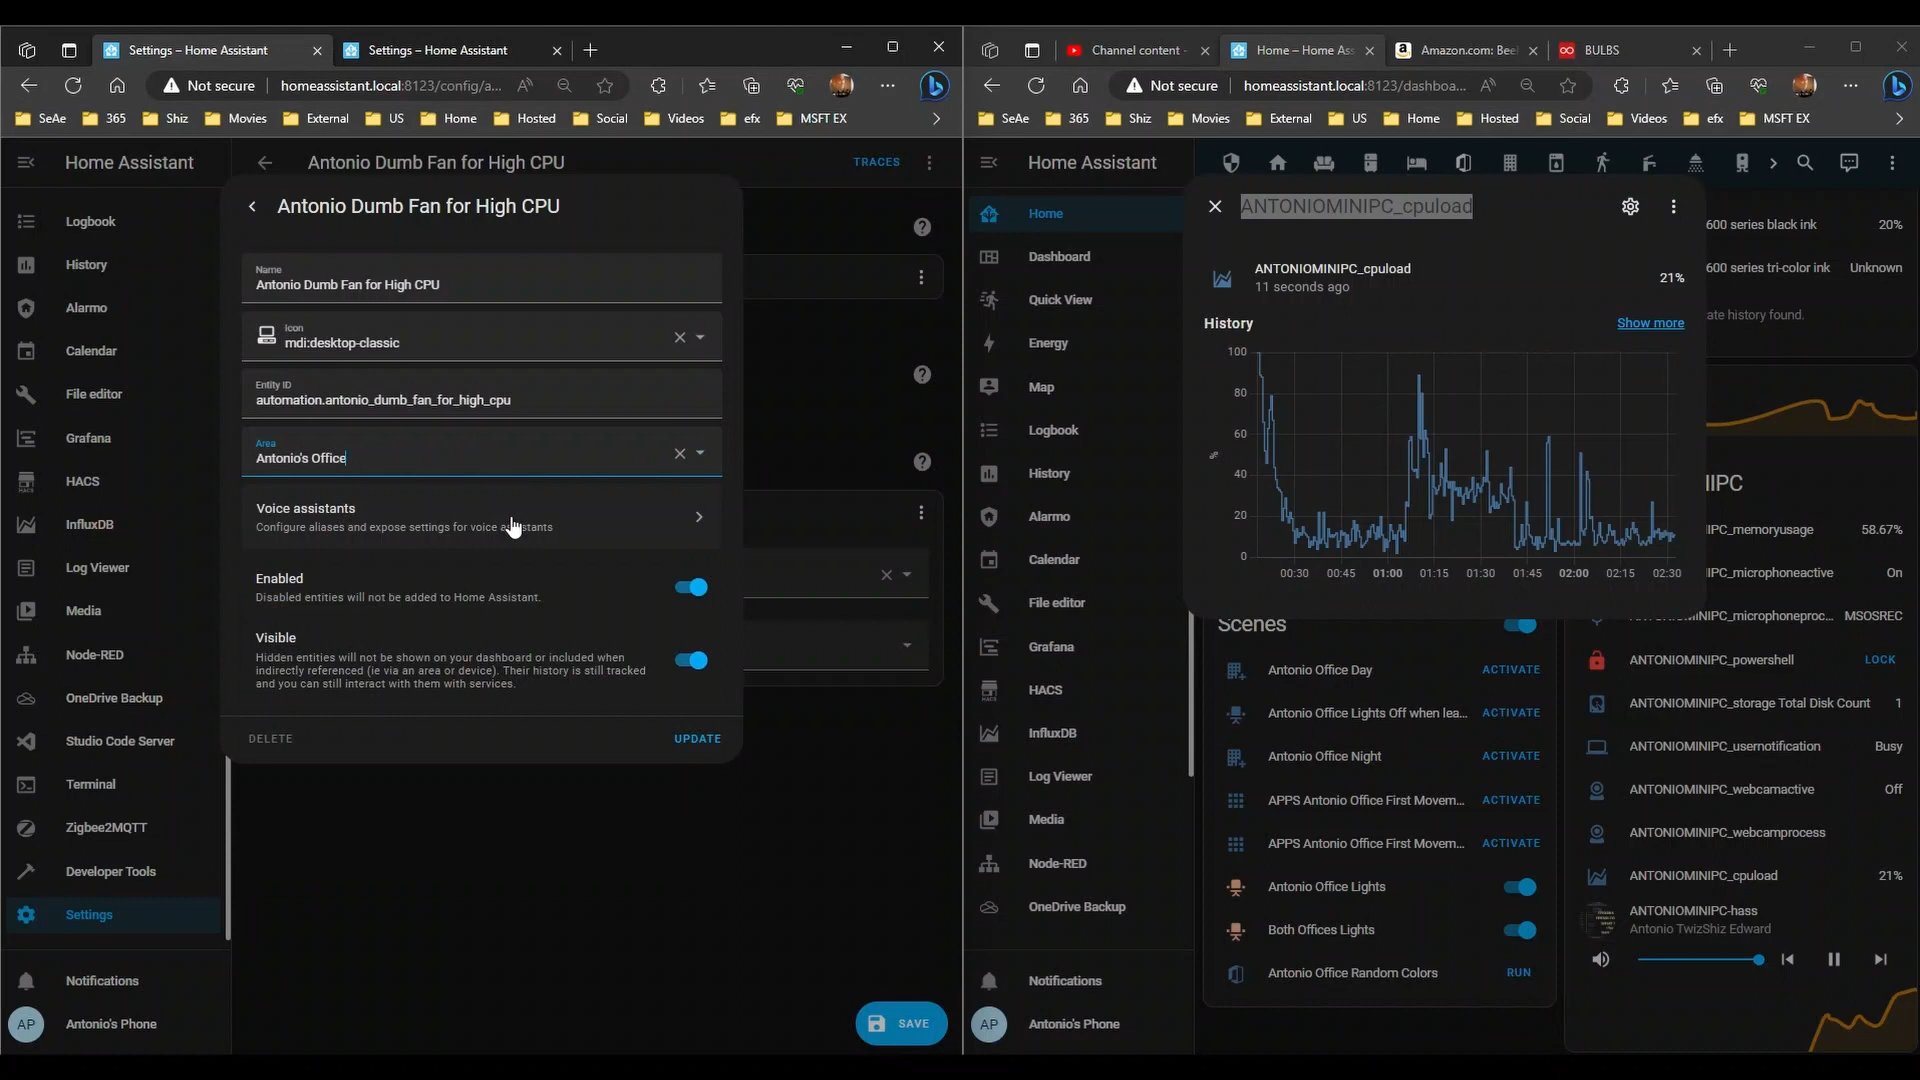 Settings – Home Assistant
Settings – Home Assistant
Not secure
homeassistant.local:8123/config/a...
SeAe
365
Shiz
Movies
External
US
Home
Hosted
Social
Videos
efx
MSFT EX
Home Assistant
Logbook
History
Alarmo
Calendar
File editor
Grafana
HACS
InfluxDB
Log Viewer
Media
Node-RED
OneDrive Backup
Studio Code Server
Terminal
Zigbee2MQTT
Developer Tools
Settings
Notifications
AP
Antonio's Phone
Antonio Dumb Fan for High CPU
TRACES
Antonio Dumb Fan for High CPU
Name
Antonio Dumb Fan for High CPU
Icon
mdi:desktop-classic
Entity ID
automation.antonio_dumb_fan_for_high_cpu
Area
Antonio's Office
Voice assistants
Configure aliases and expose settings for voice assistants
Enabled
Disabled entities will not be added to Home Assistant.
Visible
Hidden entities will not be shown on your dashboard or included when
indirectly referenced (ie via an area or device). Their history is still tracked
and you can still interact with them with services.
DELETE
UPDATE
SAVE
Channel content -
Home – Home Ass
Amazon.com: Bee
BULBS
Not secure
homeassistant.local:8123/dashboa...
SeAe
365
Shiz
Movies
External
US
Home
Hosted
Social
Videos
efx
MSFT EX
Home Assistant
Home
Dashboard
Quick View
Energy
Map
Logbook
History
Alarmo
Calendar
File editor
Grafana
HACS
InfluxDB
Log Viewer
Media
Node-RED
OneDrive Backup
Notifications
AP
Antonio's Phone
ANTONIOMINIPC_cpuload
ANTONIOMINIPC_cpuload
11 seconds ago
21%
History
Show more
100
80
60
40
20
0
%
00:30
00:45
01:00
01:15
01:30
01:45
02:00
02:15
02:30
Scenes
Antonio Office Day
ACTIVATE
Antonio Office Lights Off when lea...
ACTIVATE
Antonio Office Night
ACTIVATE
APPS Antonio Office First Movem...
ACTIVATE
APPS Antonio Office First Movem...
ACTIVATE
Antonio Office Lights
Both Offices Lights
Antonio Office Random Colors
RUN
600 series black ink
20%
600 series tri-color ink
Unknown
ate history found.
IIPC
IPC_memoryusage
58.67%
IPC_microphoneactive
On
ANTONIOMINIPC_microphoneproc...
MSOSREC
ANTONIOMINIPC_powershell
LOCK
ANTONIOMINIPC_storage Total Disk Count
1
ANTONIOMINIPC_usernotification
Busy
ANTONIOMINIPC_webcamactive
Off
ANTONIOMINIPC_webcamprocess
ANTONIOMINIPC_cpuload
21%
ANTONIOMINIPC-hass
Antonio TwizShiz Edward